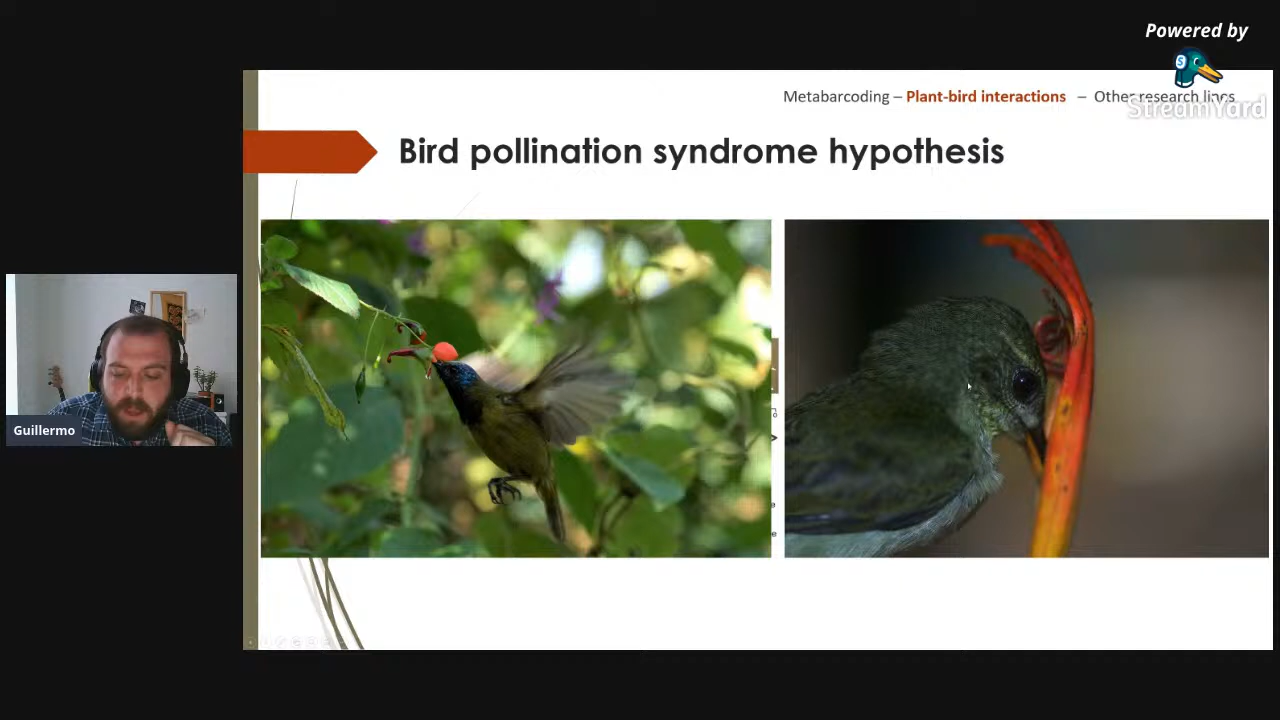 Powered by
StreamYard
Metabarcoding – Plant-bird interactions – Other research lines
Bird pollination syndrome hypothesis
Guillermo